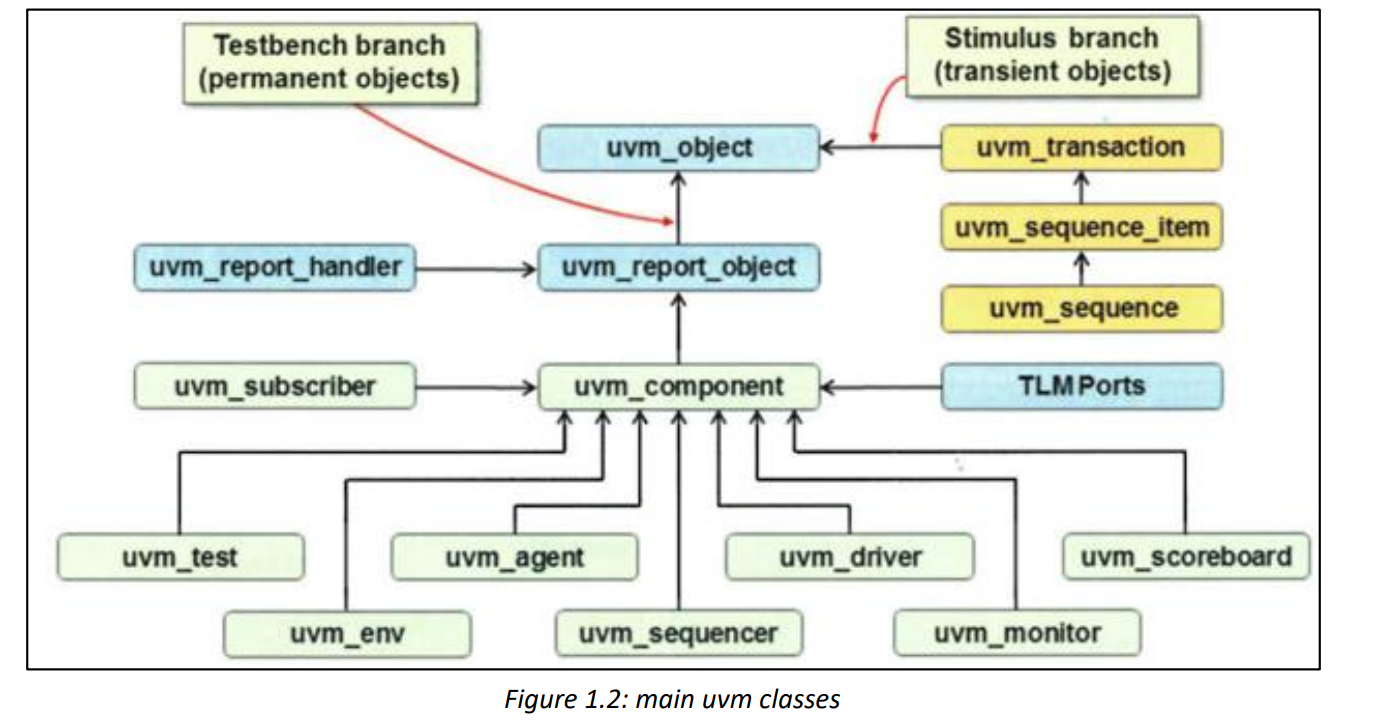 Testbench branch
(permanent objects)
Stimulus branch
(transient objects)
uvm_object
uvm_transaction
uvm_sequence_item
uvm_report_handler
uvm_report_object
uvm_sequence
uvm_subscriber
uvm_component
TLM Ports
uvm_test
uvm_agent
uvm_driver
uvm_scoreboard
uvm_env
uvm_sequencer
uvm_monitor
Figure 1.2: main uvm classes